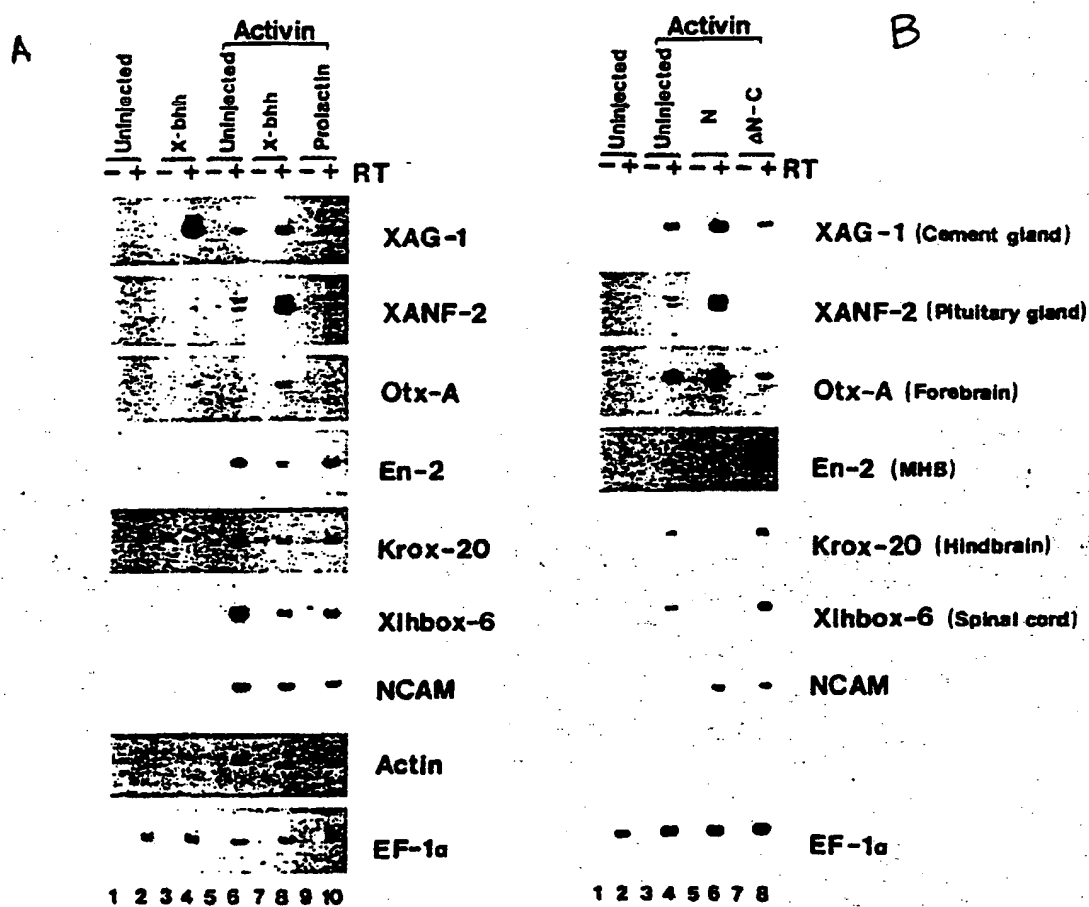 A
Activin
Uninjected
X-bhh
Uninjected
X-bhh
Prolactin
- + - + - + - + - + RT
XAG-1
XANF-2
Otx-A
En-2
Krox-20
Xlhbox-6
NCAM
Actin
EF-1α
1 2 3 4 5 6 7 8 9 10
B
Activin
Uninjected
Uninjected
N
ΔN-C
- + - + - + - + RT
XAG-1 (Cement gland)
XANF-2 (Pituitary gland)
Otx-A (Forebrain)
En-2 (MHB)
Krox-20 (Hindbrain)
Xlhbox-6 (Spinal cord)
NCAM
EF-1α
1 2 3 4 5 6 7 8